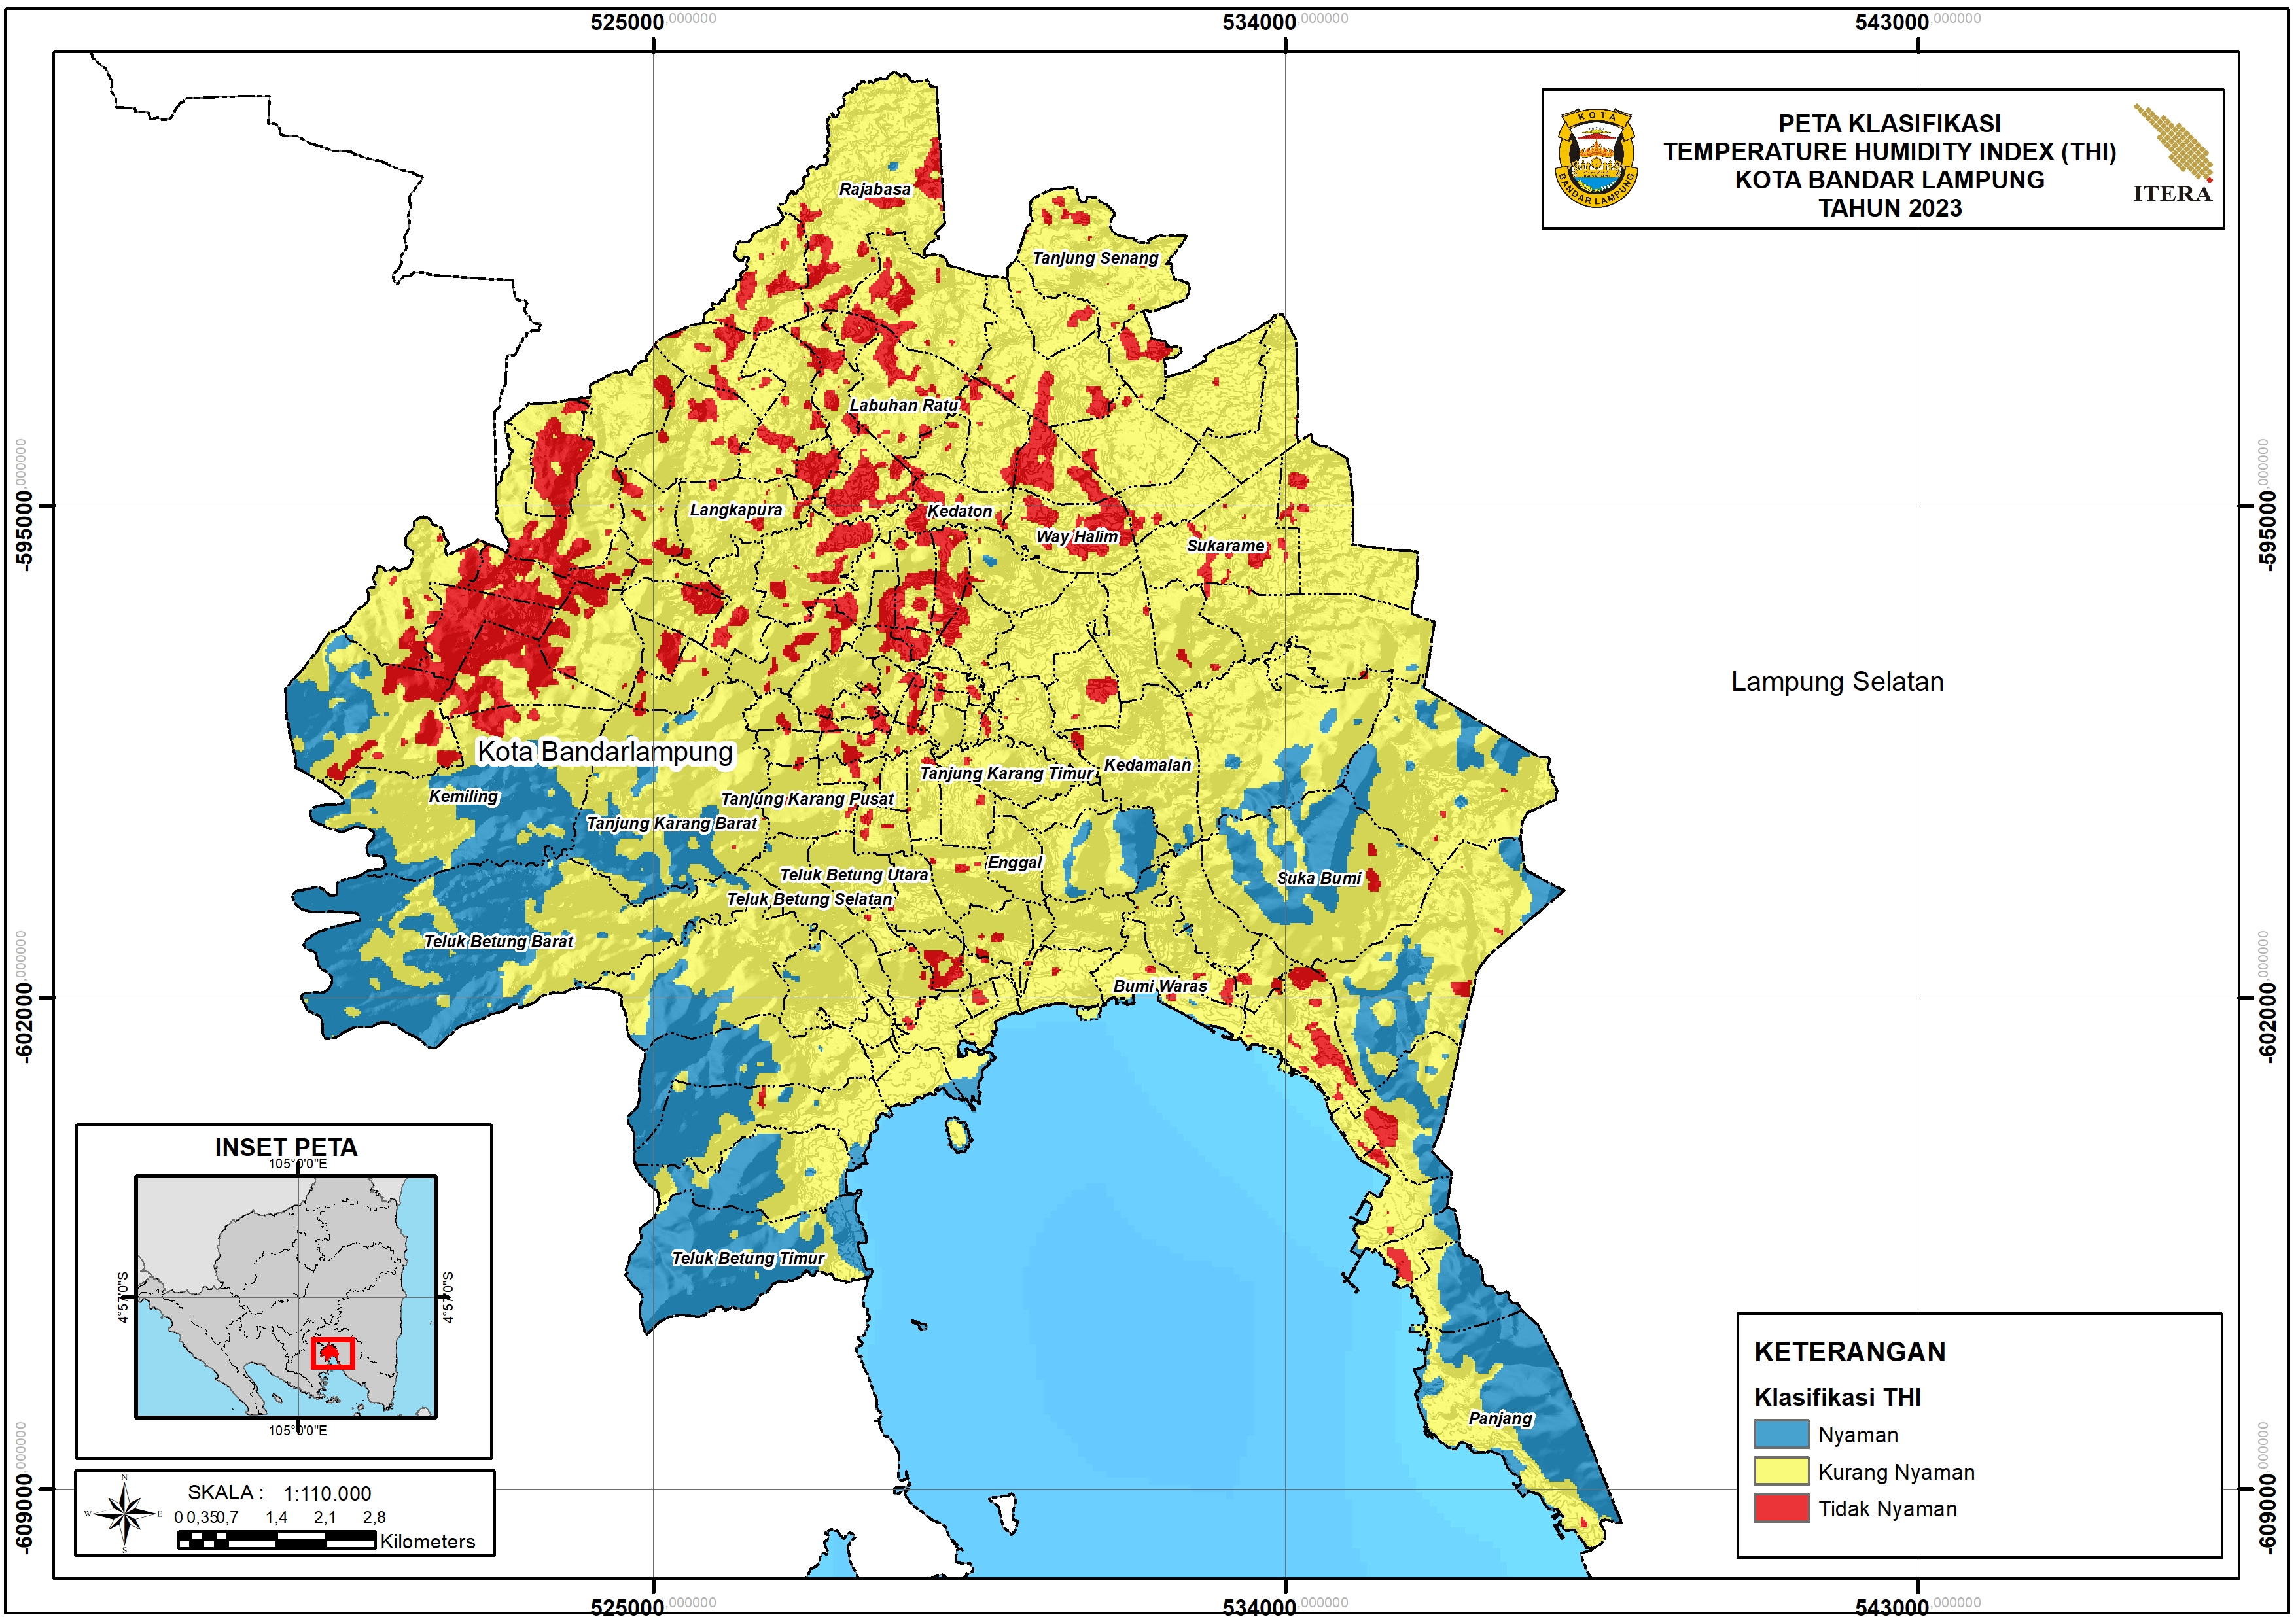 525000,000000
534000,000000
543000,000000
PETA KLASIFIKASI
TEMPERATURE HUMIDITY INDEX (THI)
KOTA BANDAR LAMPUNG
TAHUN 2023
KOTA
BANDAR LAMPUNG
ITERA
Rajabasa
Tanjung Senang
Labuhan Ratu
-595000,000000
-595000,000000
Langkapura
Kedaton
Way Halim
Sukarame
Lampung Selatan
Kota Bandarlampung
Kedamaian
Tanjung Karang Timur
Kemiling
Tanjung Karang Pusat
Tanjung Karang Barat
Enggal
Teluk Betung Utara
Suka Bumi
Teluk Betung Selatan
Teluk Betung Barat
Bumi Waras
-602000,000000
-602000,000000
Teluk Betung Timur
Panjang
INSET PETA
105°0'0"E
4°57'0"S
4°57'0"S
105°0'0"E
N
W
E
S
SKALA : 1:110.000
0 0,35 0,7 1,4 2,1 2,8
Kilometers
KETERANGAN
Klasifikasi THI
Nyaman
Kurang Nyaman
Tidak Nyaman
-609000,000000
-609000,000000
525000,000000
534000,000000
543000,000000